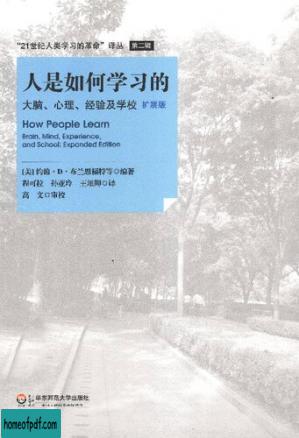 “21世纪人类学习的革命”译丛 第二辑
人是如何学习的
大脑、心理、经验及学校 扩展版
How People Learn
Brain, Mind, Experience,
and School: Expanded Edition
[美] 约翰·D·布兰思福特等 编著
程可拉 孙亚玲 王旭卿 译
高 文 审校
华东师范大学出版社
homeofpdf.com